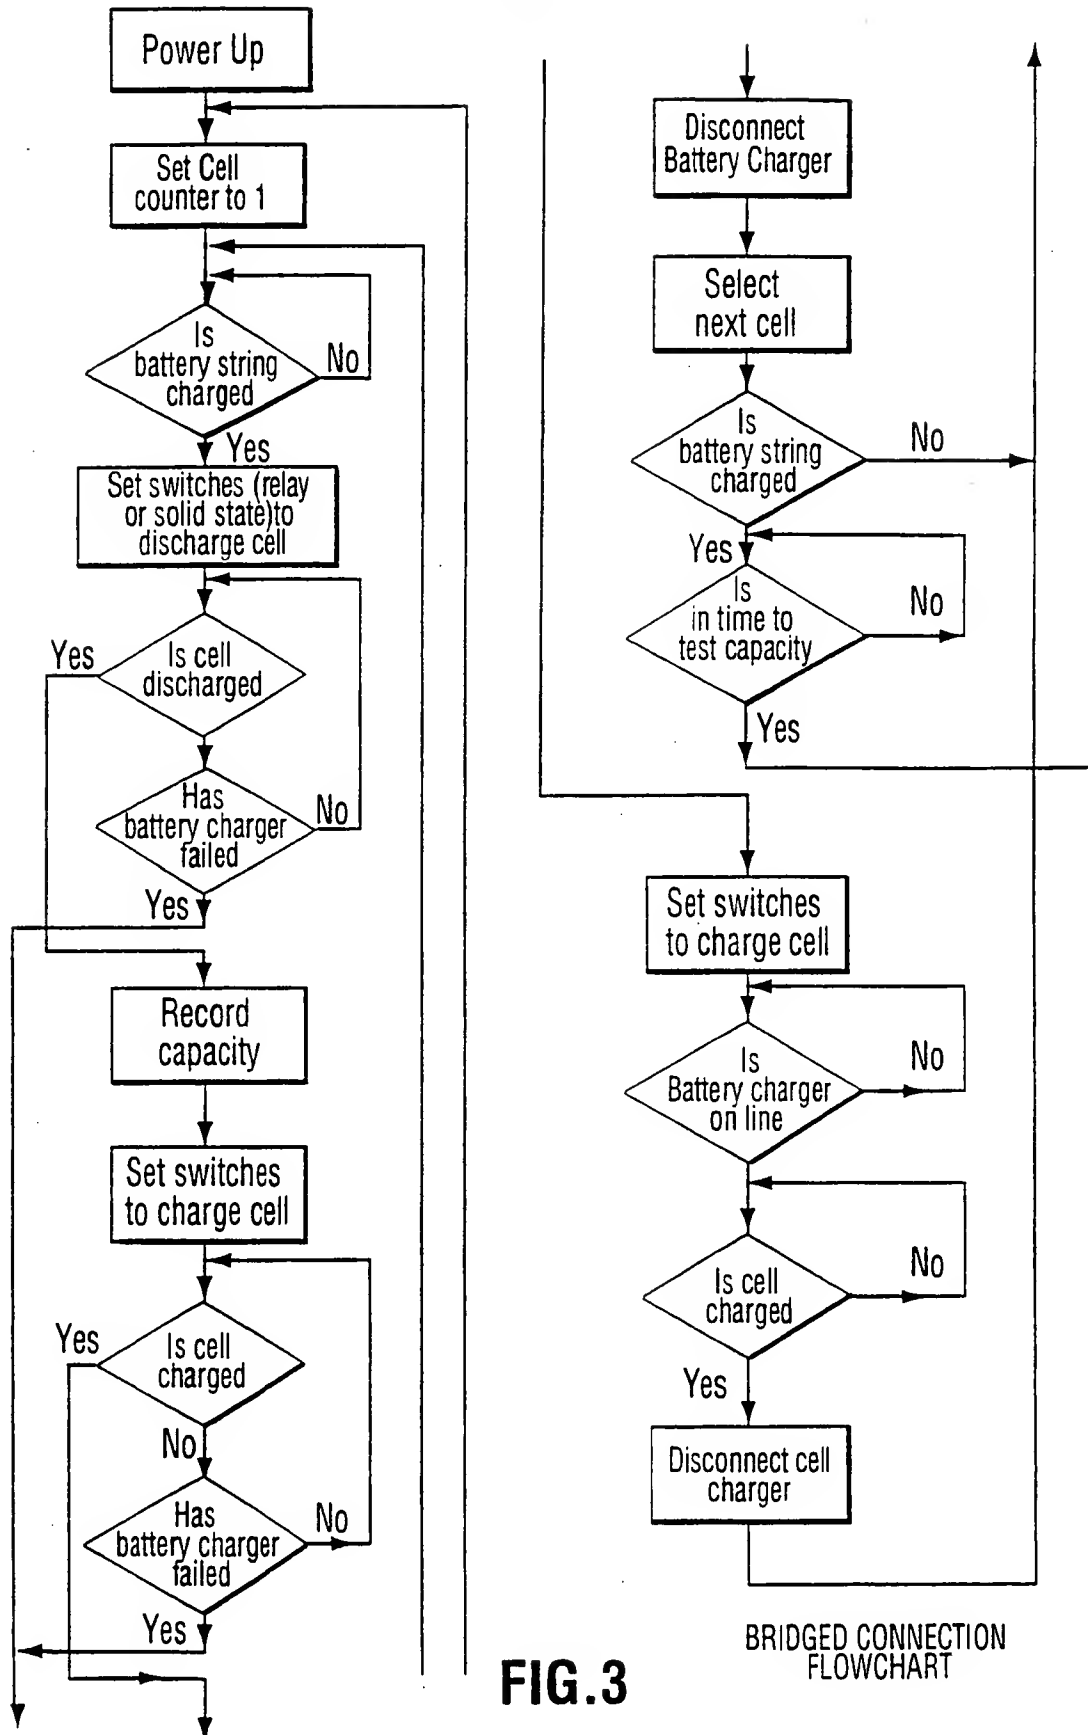 Power Up
Set Cell
counter to 1
Is
battery string
charged
No
Yes
Set switches (relay
or solid state)to
discharge cell
Yes
Is cell
discharged
Has
battery charger
failed
No
Yes
Record
capacity
Set switches
to charge cell
Yes
Is cell
charged
No
Has
battery charger
failed
No
Yes
Disconnect
Battery Charger
Select
next cell
Is
battery string
charged
No
Yes
Is
in time to
test capacity
No
Yes
Set switches
to charge cell
Is
Battery charger
on line
No
Is cell
charged
No
Yes
Disconnect cell
charger
BRIDGED CONNECTION
FLOWCHART
FIG.3